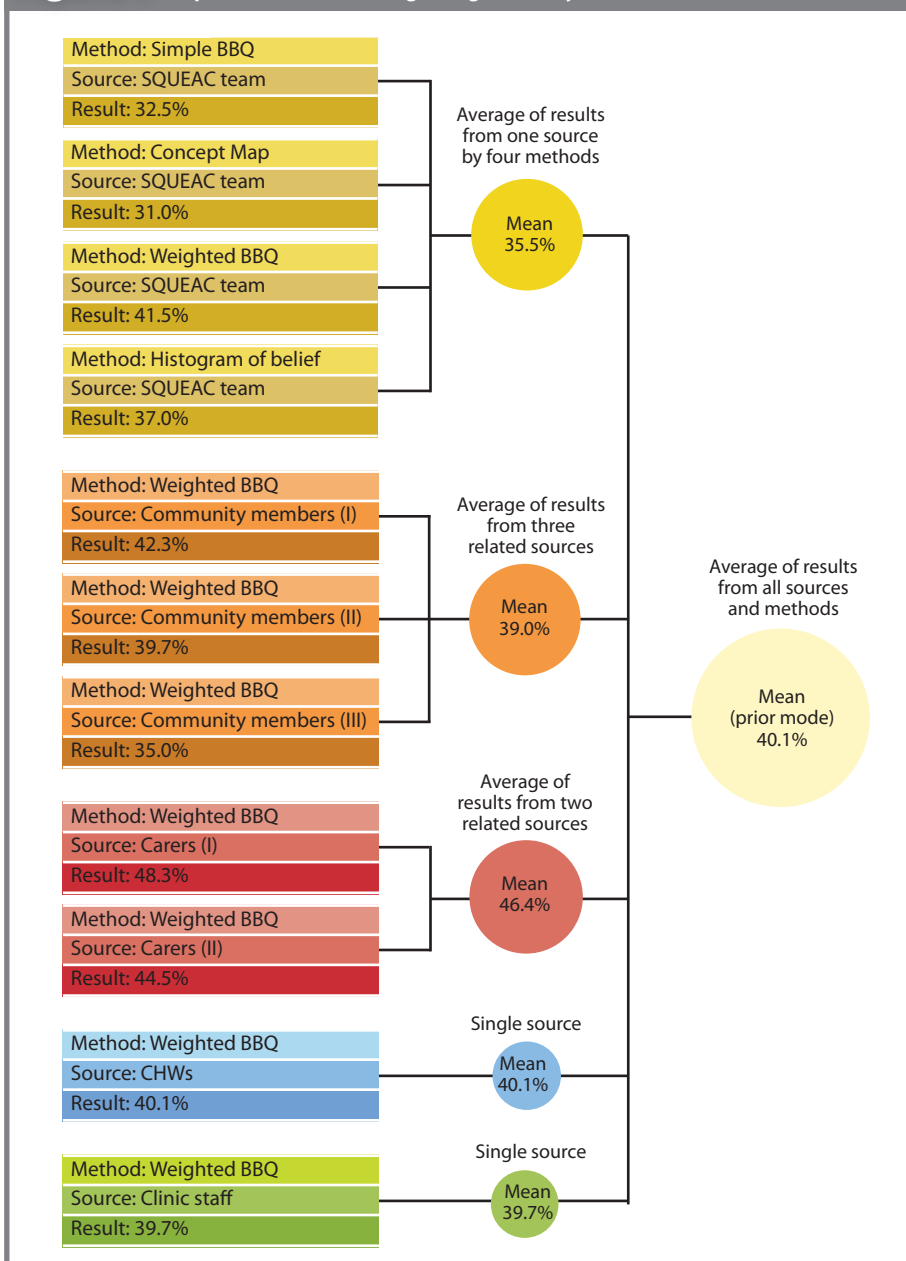 Method: Simple BBQ
Source: SQUEAC team
Result: 32.5%
Method: Concept Map
Source: SQUEAC team
Result: 31.0%
Method: Weighted BBQ
Source: SQUEAC team
Result: 41.5%
Method: Histogram of belief
Source: SQUEAC team
Result: 37.0%
Average of results
from one source
by four methods
Mean
35.5%
Method: Weighted BBQ
Source: Community members (I)
Result: 42.3%
Method: Weighted BBQ
Source: Community members (II)
Result: 39.7%
Method: Weighted BBQ
Source: Community members (III)
Result: 35.0%
Average of results
from three
related sources
Mean
39.0%
Method: Weighted BBQ
Source: Carers (I)
Result: 48.3%
Method: Weighted BBQ
Source: Carers (II)
Result: 44.5%
Average of
results from two
related sources
Mean
46.4%
Method: Weighted BBQ
Source: CHWs
Result: 40.1%
Single source
Mean
40.1%
Method: Weighted BBQ
Source: Clinic staff
Result: 39.7%
Single source
Mean
39.7%
Average of results
from all sources
and methods
Mean
(prior mode)
40.1%